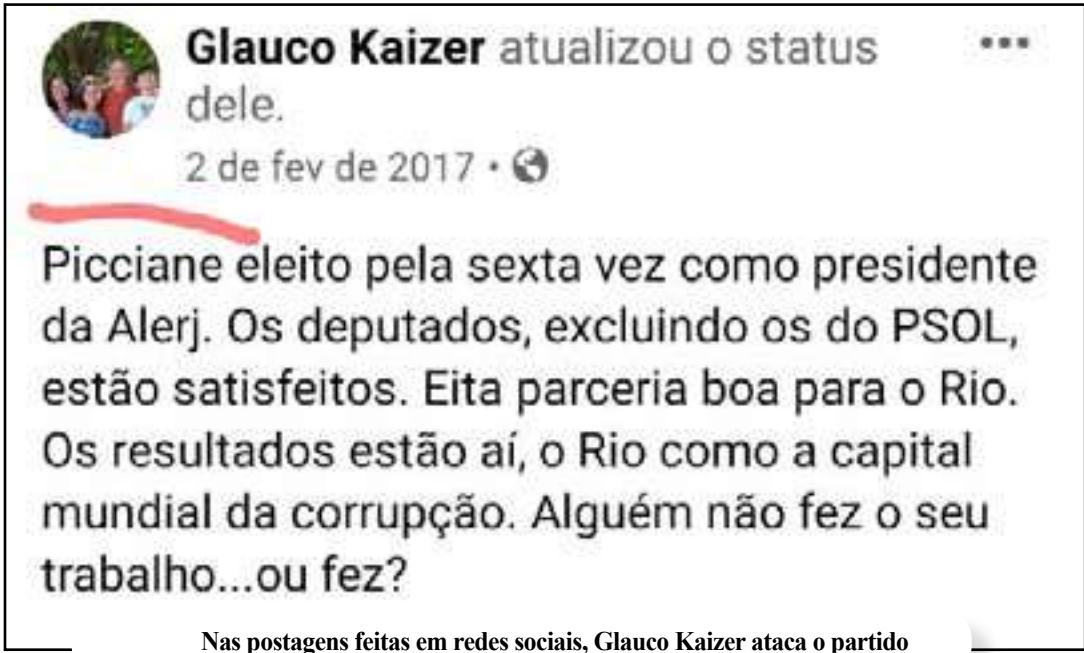 Glauco Kaizer atualizou o status
dele.
2 de fev de 2017 •
Picciane eleito pela sexta vez como presidente
da Alerj. Os deputados, excluindo os do PSOL,
estão satisfeitos. Eita parceria boa para o Rio.
Os resultados estão aí, o Rio como a capital
mundial da corrupção. Alguém não fez o seu
trabalho...ou fez?
Nas postagens feitas em redes sociais, Glauco Kaizer ataca o partido